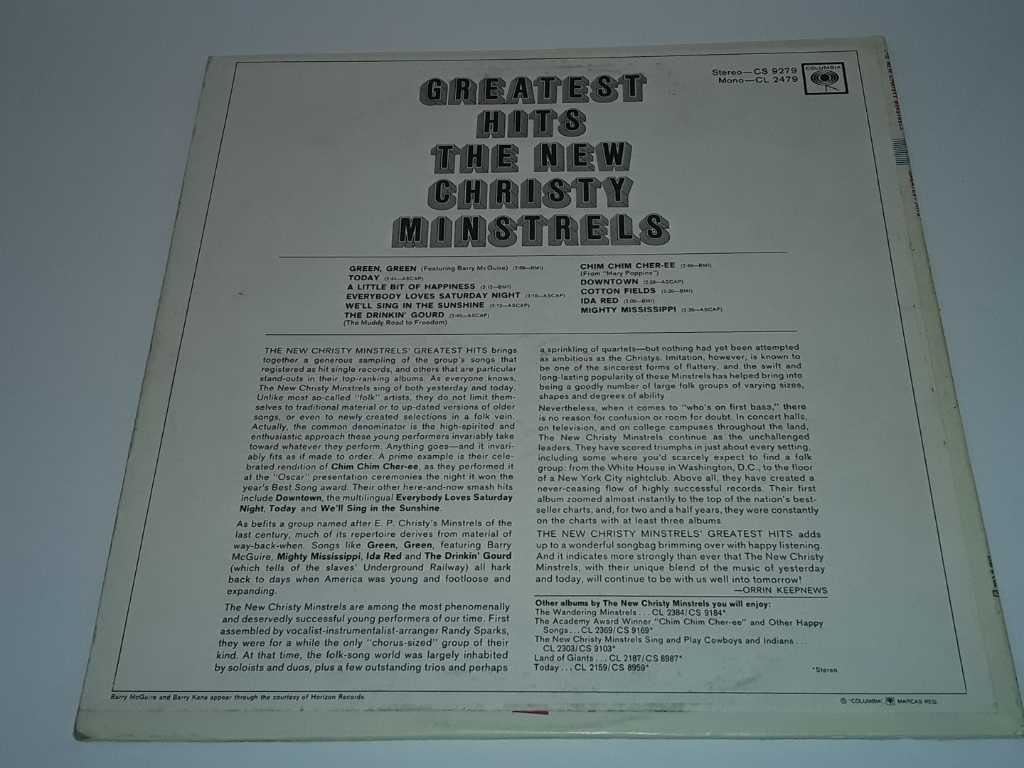 GREATEST
HITS
THE NEW
CHRISTY
MINSTRELS
Stereo—CS 9279
Mono—CL 2479
COLUMBIA
GREEN, GREEN (Featuring Barry McGuire)
TODAY
A LITTLE BIT OF HAPPINESS
EVERYBODY LOVES SATURDAY NIGHT
WE'LL SING IN THE SUNSHINE
THE DRINKIN' GOURD
(The Muddy Road to Freedom)
CHIM CHIM CHER-EE
(From "Mary Poppins")
DOWNTOWN
COTTON FIELDS
IDA RED
MIGHTY MISSISSIPPI
THE NEW CHRISTY MINSTRELS' GREATEST HITS brings
together a generous sampling of the group's songs that
registered as hit single records, and others that are particular
stand-outs in their top-ranking albums. As everyone knows,
The New Christy Minstrels sing of both yesterday and today.
Unlike most so-called "folk" artists, they do not limit them-
selves to traditional material or to up-dated versions of older
songs, or even to newly created selections in a folk vein.
Actually, the common denominator is the high-spirited and
enthusiastic approach these young performers invariably take
toward whatever they perform. Anything goes—and it invari-
ably fits as if made to order. A prime example is their cele-
brated rendition of Chim Chim Cher-ee, as they performed it
at the "Oscar" presentation ceremonies the night it won the
year's Best Song award. Their other here-and-now smash hits
include Downtown, the multilingual Everybody Loves Saturday
Night, Today and We'll Sing in the Sunshine.
As befits a group named after E. P. Christy's Minstrels of the
last century, much of its repertoire derives from material of
way-back-when. Songs like Green, Green, featuring Barry
McGuire, Mighty Mississippi, Ida Red and The Drinkin' Gourd
(which tells of the slaves' Underground Railway) all hark
back to days when America was young and footloose and
expanding.
The New Christy Minstrels are among the most phenomenally
and deservedly successful young performers of our time. First
assembled by vocalist-instrumentalist-arranger Randy Sparks,
they were for a while the only "chorus-sized" group of their
kind. At that time, the folk-song world was largely inhabited
by soloists and duos, plus a few outstanding trios and perhaps
a sprinkling of quartets—but nothing had yet been attempted
as ambitious as the Christys. Imitation, however, is known to
be one of the sincerest forms of flattery, and the swift and
long-lasting popularity of these Minstrels has helped bring into
being a goodly number of large folk groups of varying sizes,
shapes and degrees of ability.
Nevertheless, when it comes to "who's on first bass," there
is no reason for confusion or room for doubt. In concert halls,
on television, and on college campuses throughout the land,
The New Christy Minstrels continue as the unchallenged
leaders. They have scored triumphs in just about every setting,
including some where you'd scarcely expect to find a folk
group: from the White House in Washington, D.C., to the floor
of a New York City nightclub. Above all, they have created a
never-ceasing flow of highly successful records. Their first
album zoomed almost instantly to the top of the nation's best-
seller charts, and, for two and a half years, they were constantly
on the charts with at least three albums.
THE NEW CHRISTY MINSTRELS' GREATEST HITS adds
up to a wonderful songbag brimming over with happy listening.
And it indicates more strongly than ever that The New Christy
Minstrels, with their unique blend of the music of yesterday
and today, will continue to be with us well into tomorrow!
—ORRIN KEEPNEWS
Other albums by The New Christy Minstrels you will enjoy:
The Wandering Minstrels . . . CL 2384/CS 9184*
The Academy Award Winner "Chim Chim Cher-ee" and Other Happy
Songs . . . CL 2369/CS 9169*
The New Christy Minstrels Sing and Play Cowboys and Indians . . .
CL 2303/CS 9103*
Land of Giants . . . CL 2187/CS 8987*
Today . . . CL 2159/CS 8959*
*Stereo
Barry McGuire and Barry Kane appear through the courtesy of Horizon Records.
© "COLUMBIA" MARCAS REG.